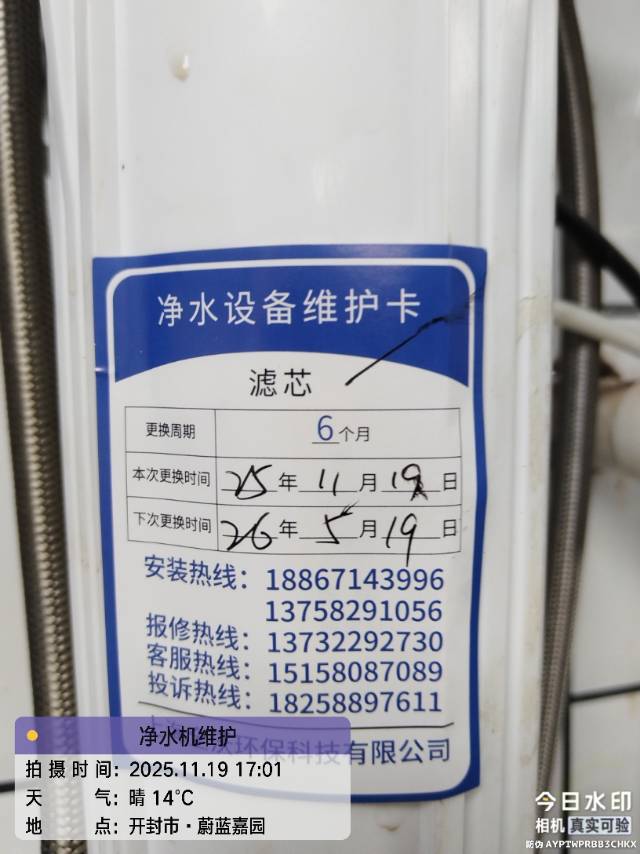 净水设备维护卡
滤芯
更换周期 6个月
本次更换时间 25年11月19日
下次更换时间 26年5月19日
安装热线：18867143996
13758291056
报修热线：13732292730
客服热线：15158087089
投诉热线：18258897611
环保科技有限公司
净水机维护
拍摄时间：2025.11.19 17:01
天气：晴 14℃
地点：开封市·蔚蓝嘉园
今日水印
相机 真实可验
防伪 AYPTWPRBB3CHKX